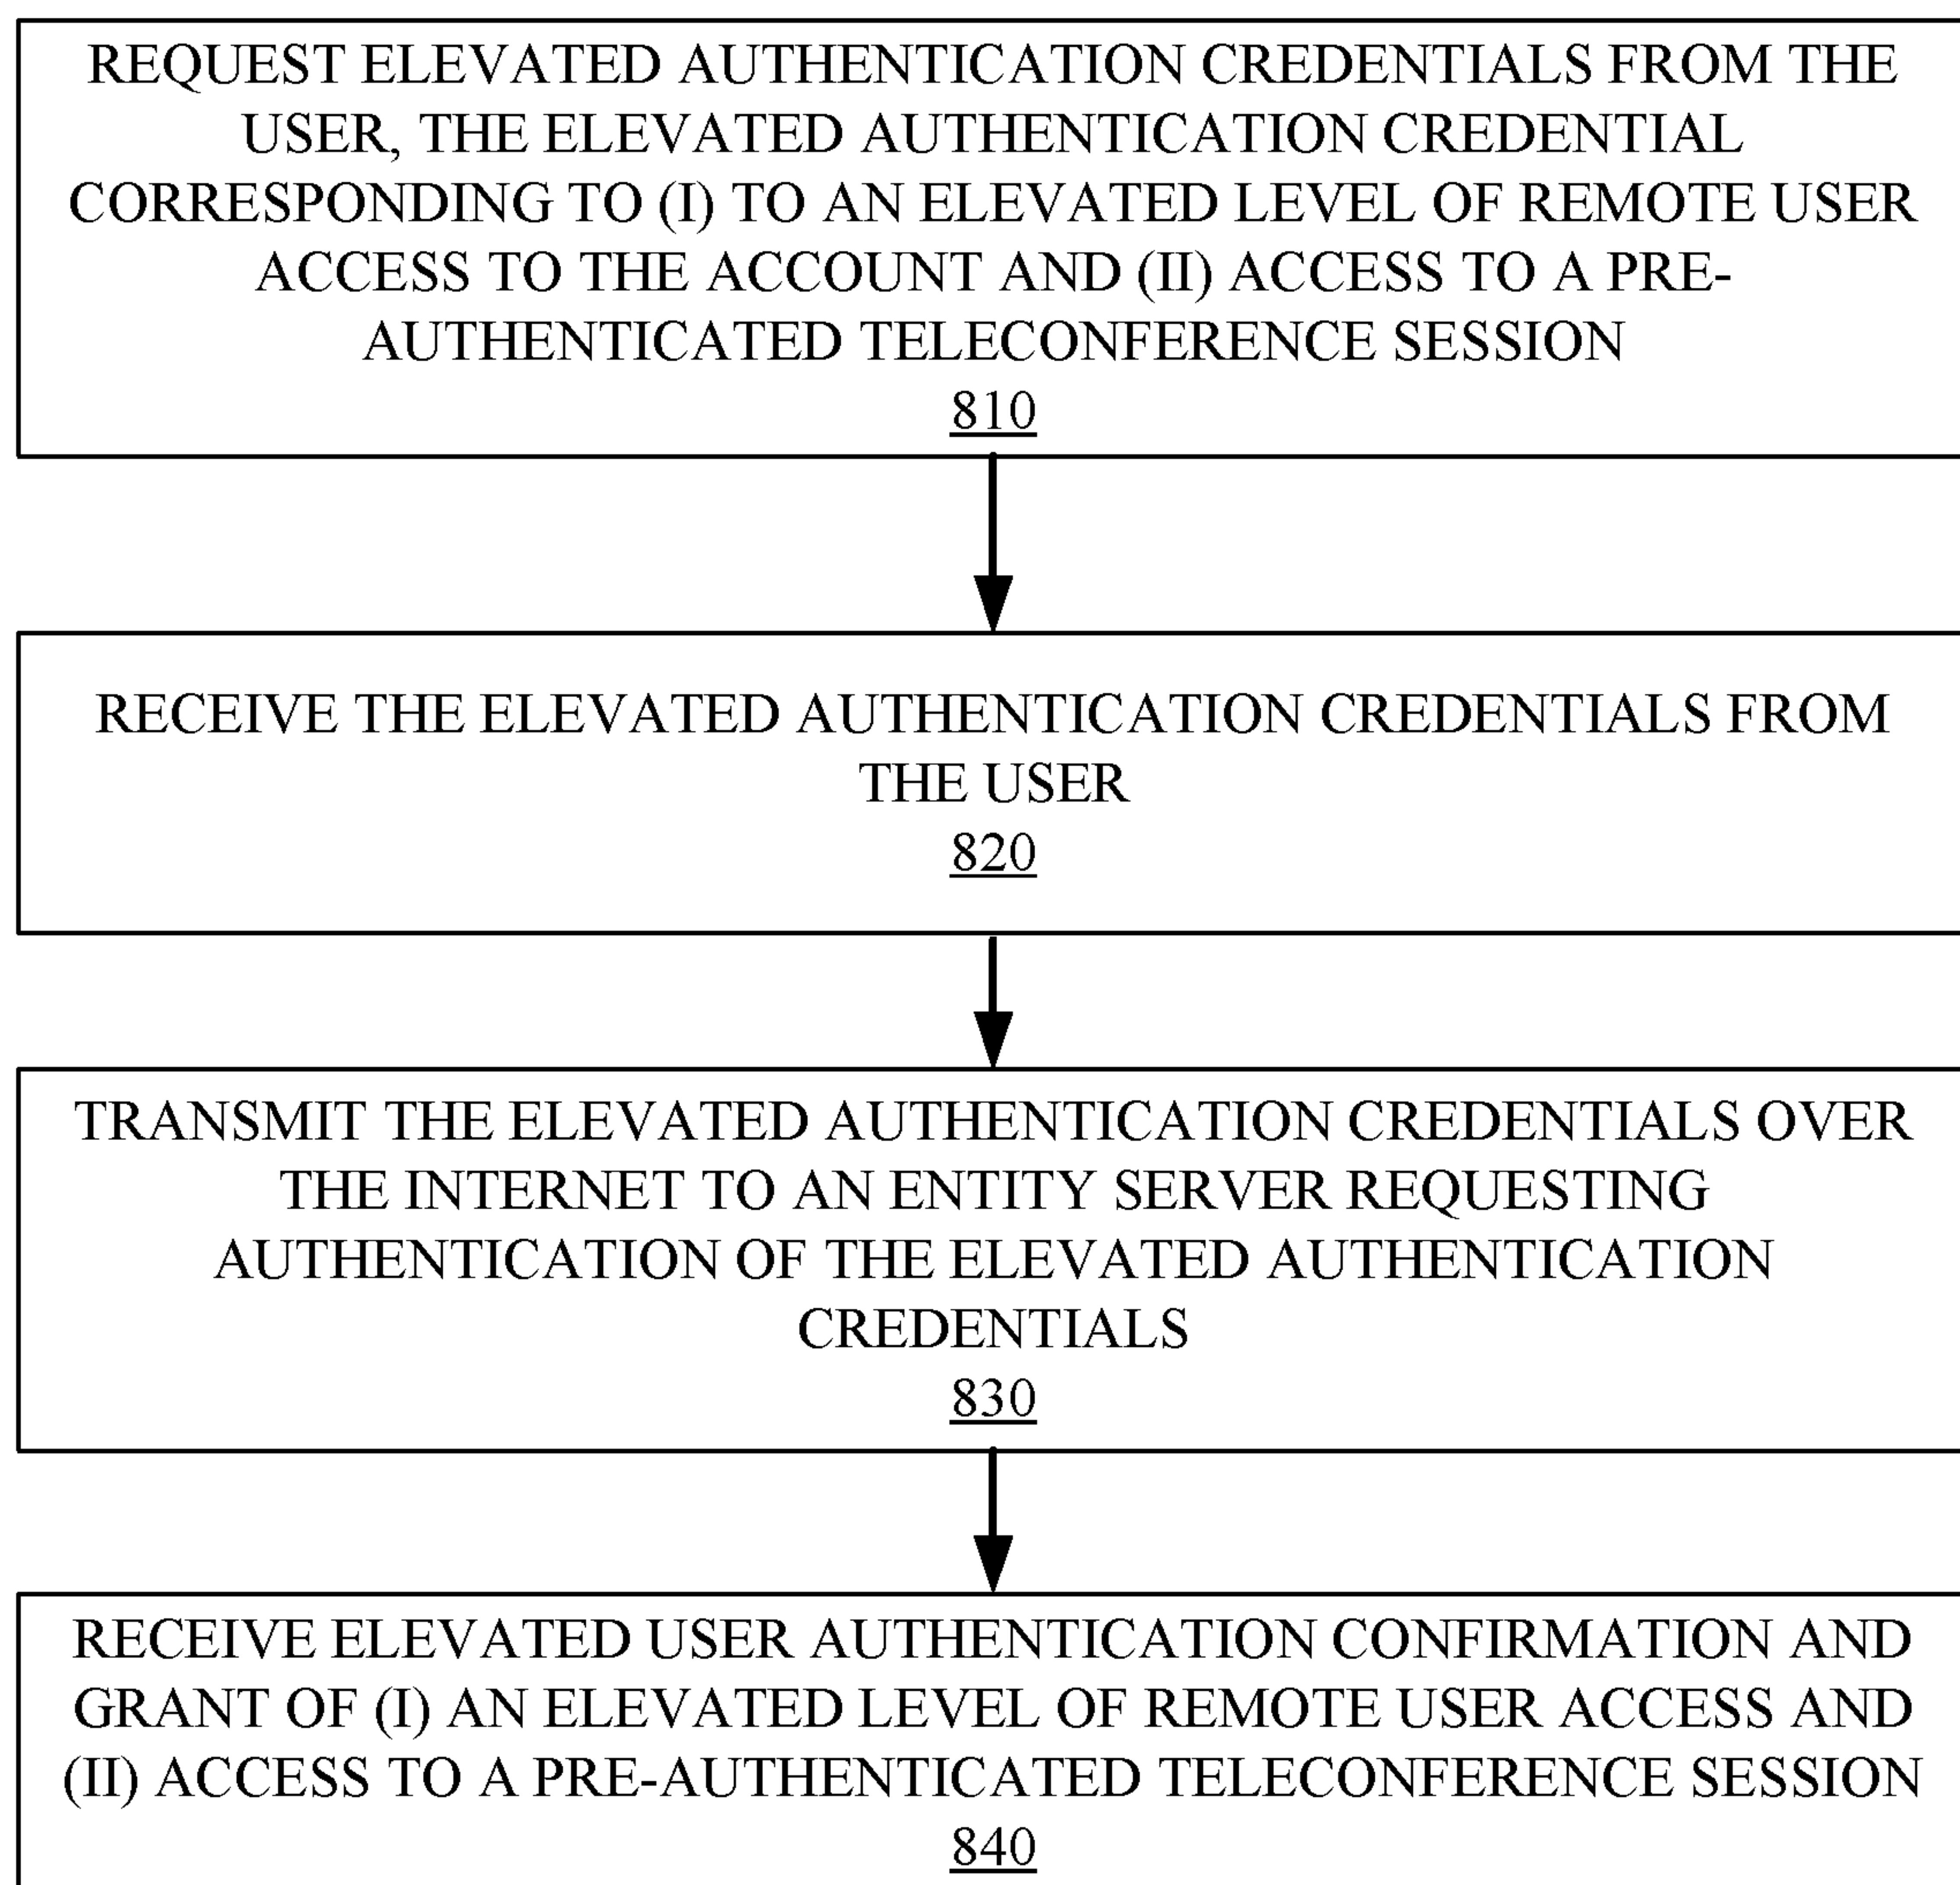 REQUEST ELEVATED AUTHENTICATION CREDENTIALS FROM THE
USER, THE ELEVATED AUTHENTICATION CREDENTIAL
CORRESPONDING TO (I) TO AN ELEVATED LEVEL OF REMOTE USER
ACCESS TO THE ACCOUNT AND (II) ACCESS TO A PRE-
AUTHENTICATED TELECONFERENCE SESSION
810
RECEIVE THE ELEVATED AUTHENTICATION CREDENTIALS FROM
THE USER
820
TRANSMIT THE ELEVATED AUTHENTICATION CREDENTIALS OVER
THE INTERNET TO AN ENTITY SERVER REQUESTING
AUTHENTICATION OF THE ELEVATED AUTHENTICATION
CREDENTIALS
830
RECEIVE ELEVATED USER AUTHENTICATION CONFIRMATION AND
GRANT OF (I) AN ELEVATED LEVEL OF REMOTE USER ACCESS AND
(II) ACCESS TO A PRE-AUTHENTICATED TELECONFERENCE SESSION
840